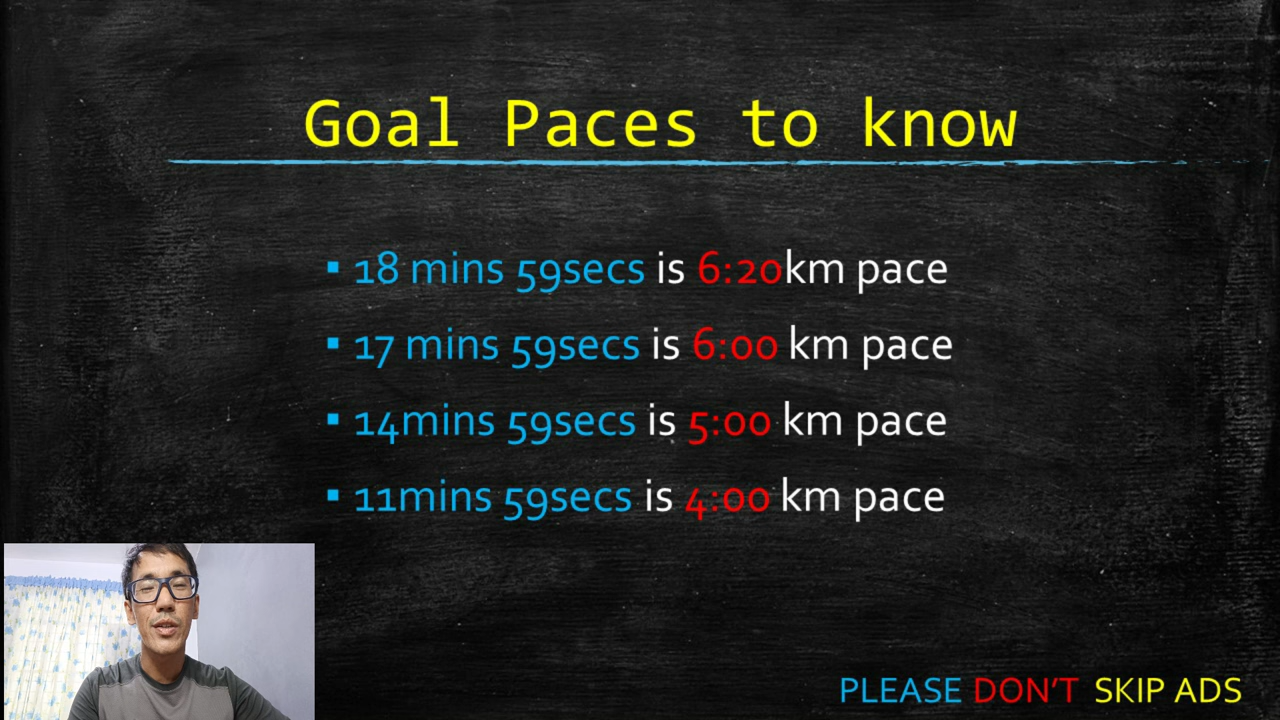 Goal Paces to know
▪ 18 mins 59secs is 6:20km pace
▪ 17 mins 59secs is 6:00 km pace
▪ 14mins 59secs is 5:00 km pace
▪ 11mins 59secs is 4:00 km pace
PLEASE DON'T SKIP ADS